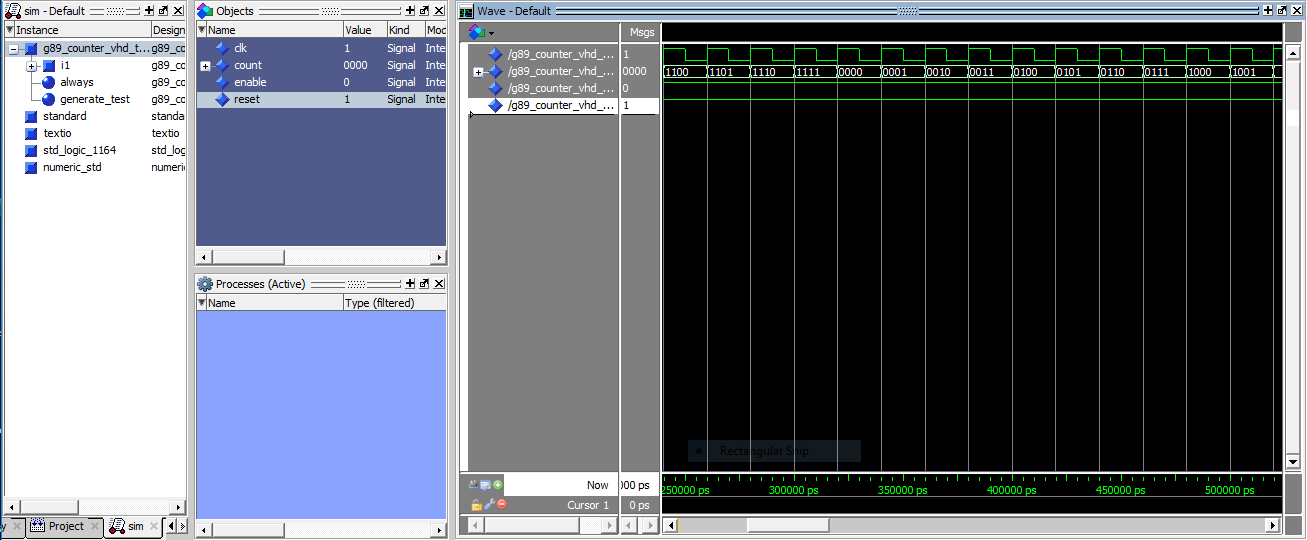 sim - Default
Instance Design
g89_counter_vhd_t... g89_co
i1 g89_co
always g89_co
generate_test g89_co
standard standa
textio textio
std_logic_1164 std_log
numeric_std numeric
y Project sim
Objects
Name Value Kind Mod
clk 1 Signal Inte
count 0000 Signal Inte
enable 0 Signal Inte
reset 1 Signal Inte
Processes (Active)
Name Type (filtered)
Wave - Default
Msgs
/g89_counter_vhd_... 1
/g89_counter_vhd_... 0000 1100 1101 1110 1111 0000 0001 0010 0011 0100 0101 0110 0111 1000 1001
/g89_counter_vhd_... 0
/g89_counter_vhd_... 1
Rectangular Snip
Now 000 ps 250000 ps 300000 ps 350000 ps 400000 ps 450000 ps 500000 ps
Cursor 1 0 ps